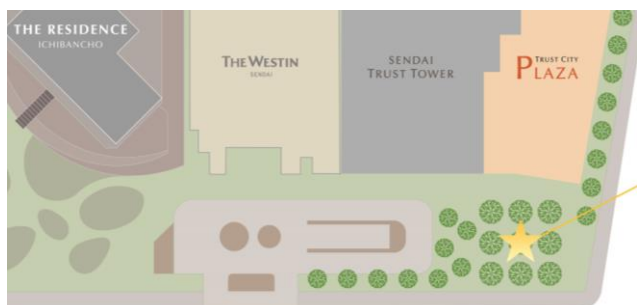 THE RESIDENCE
ICHIBANCHO
THE WESTIN
SENDAI
SENDAI
TRUST TOWER
TRUST CITY
PLAZA